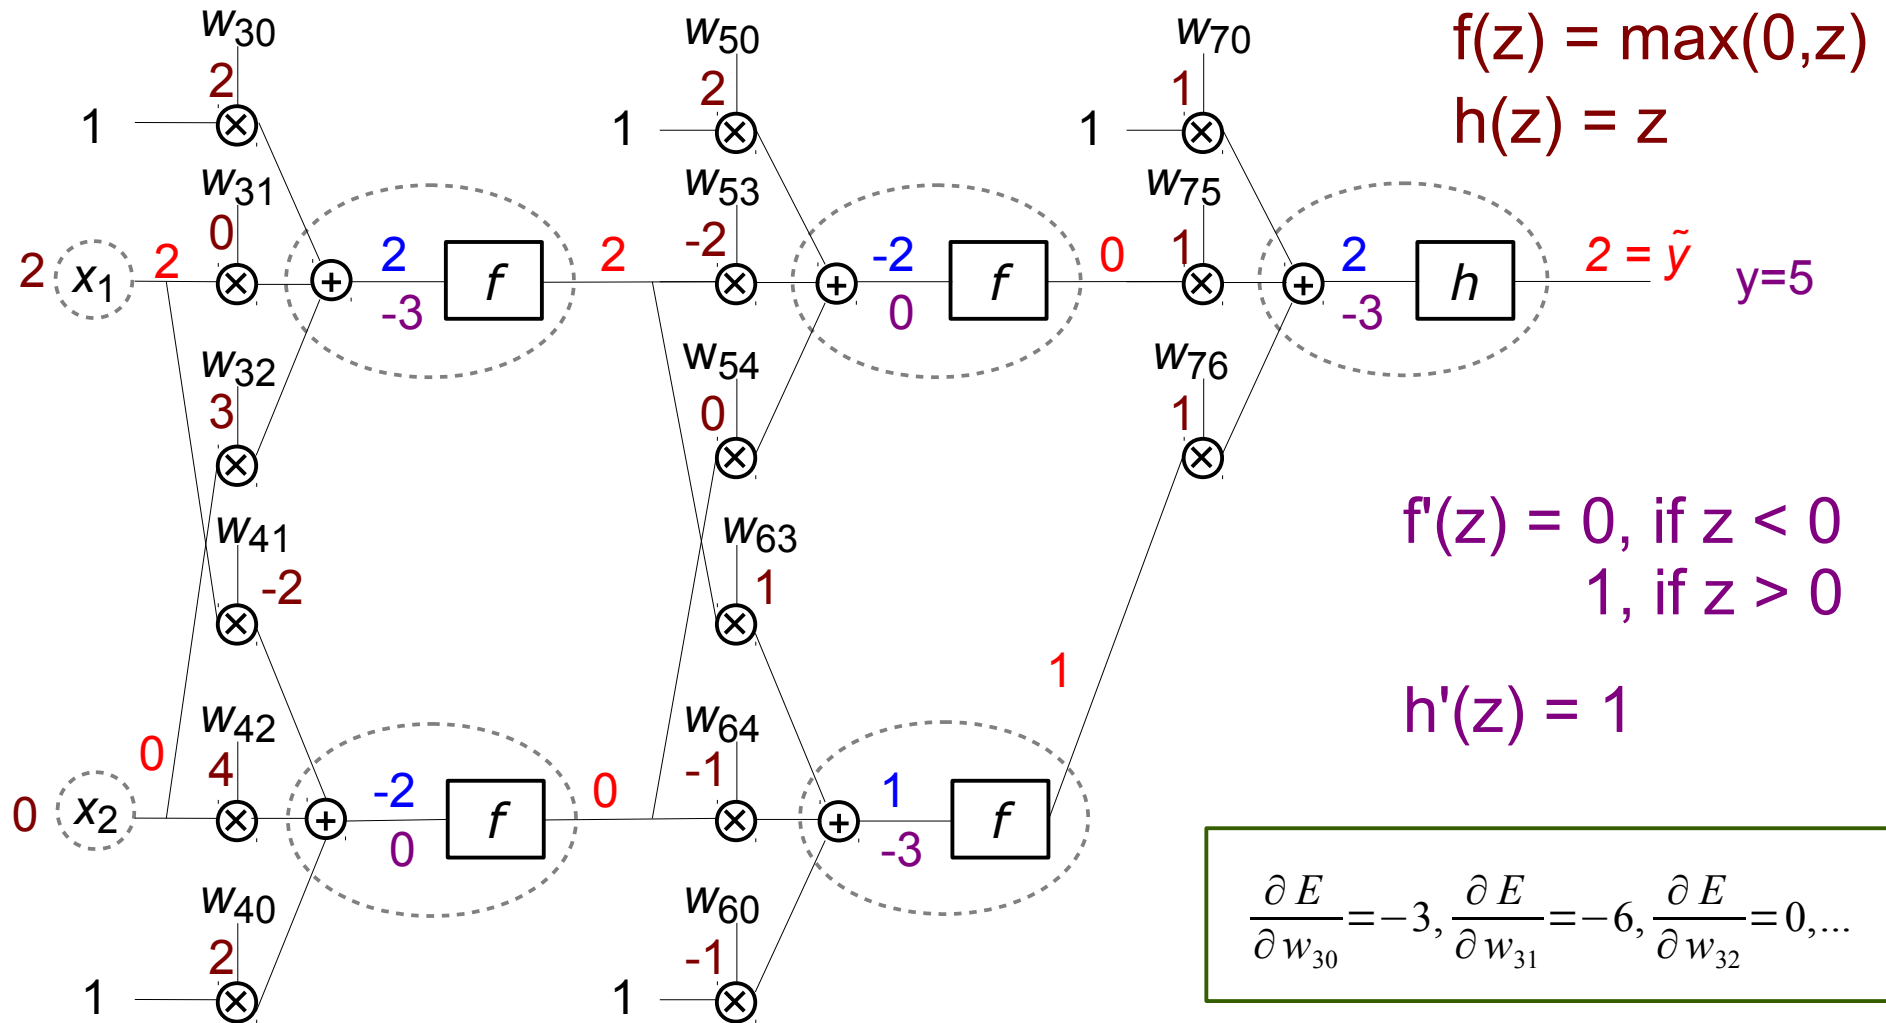 w30 w50 w70 f(z) = max(0,z)
2 2 1 h(z) = z
1 1 1
w31 w53 w75
0 -2 1
2 x1 2 2 f 2 -2 f 0 2 h 2 = ỹ y=5
-3 0 -3
w32 w54 w76
3 0 1
w41 w63 f'(z) = 0, if z < 0
-2 1 1, if z > 0
1
w42 w64 h'(z) = 1
0 4 -1
0 x2 -2 f 0 1 f
0 -3
w40 w60
2 -1
1 1
∂E/∂w30 = −3, ∂E/∂w31 = −6, ∂E/∂w32 = 0,...